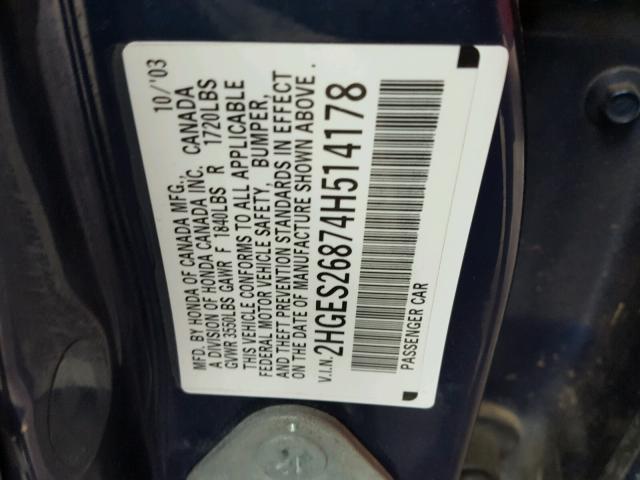 MFD. BY HONDA OF CANADA MFG., 10/'03
A DIVISION OF HONDA CANADA INC. CANADA
GVWR 3550LBS GAWR F 1840LBS R 1720LBS
THIS VEHICLE CONFORMS TO ALL APPLICABLE
FEDERAL MOTOR VEHICLE SAFETY, BUMPER,
AND THEFT PREVENTION STANDARDS IN EFFECT
ON THE DATE OF MANUFACTURE SHOWN ABOVE.
V.I.N. 2HGES26874H514178
PASSENGER CAR